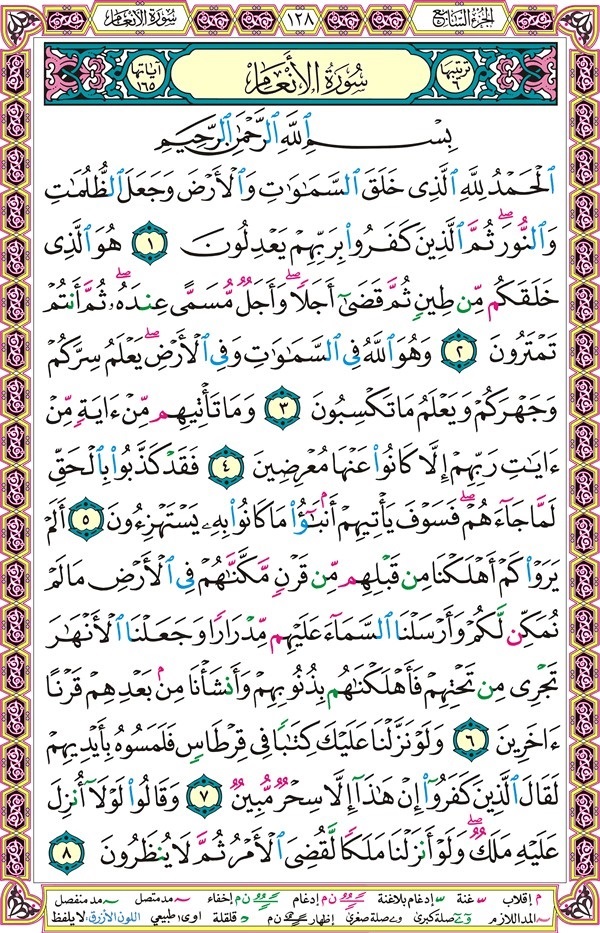 سورة الأنعام ١٢٨ الجزء السابع
ترتيبها ٦ سُورَةُ الأَنْعَام آياتها ١٦٥
بِسْمِ ٱللَّهِ ٱلرَّحْمَٰنِ ٱلرَّحِيمِ
ٱلْحَمْدُ لِلَّهِ ٱلَّذِى خَلَقَ ٱلسَّمَٰوَٰتِ وَٱلْأَرْضَ وَجَعَلَ ٱلظُّلُمَٰتِ
وَٱلنُّورَ ۖ ثُمَّ ٱلَّذِينَ كَفَرُوا۟ بِرَبِّهِمْ يَعْدِلُونَ ١ هُوَ ٱلَّذِى
خَلَقَكُم مِّن طِينٍ ثُمَّ قَضَىٰٓ أَجَلًا ۖ وَأَجَلٌ مُّسَمًّى عِندَهُۥ ۖ ثُمَّ أَنتُمْ
تَمْتَرُونَ ٢ وَهُوَ ٱللَّهُ فِى ٱلسَّمَٰوَٰتِ وَفِى ٱلْأَرْضِ ۖ يَعْلَمُ سِرَّكُمْ
وَجَهْرَكُمْ وَيَعْلَمُ مَا تَكْسِبُونَ ٣ وَمَا تَأْتِيهِم مِّنْ ءَايَةٍ مِّنْ
ءَايَٰتِ رَبِّهِمْ إِلَّا كَانُوا۟ عَنْهَا مُعْرِضِينَ ٤ فَقَدْ كَذَّبُوا۟ بِٱلْحَقِّ
لَمَّا جَآءَهُمْ ۖ فَسَوْفَ يَأْتِيهِمْ أَنۢبَٰٓؤُا۟ مَا كَانُوا۟ بِهِۦ يَسْتَهْزِءُونَ ٥ أَلَمْ
يَرَوْا۟ كَمْ أَهْلَكْنَا مِن قَبْلِهِم مِّن قَرْنٍ مَّكَّنَّٰهُمْ فِى ٱلْأَرْضِ مَا لَمْ
نُمَكِّن لَّكُمْ وَأَرْسَلْنَا ٱلسَّمَآءَ عَلَيْهِم مِّدْرَارًا وَجَعَلْنَا ٱلْأَنْهَٰرَ
تَجْرِى مِن تَحْتِهِمْ فَأَهْلَكْنَٰهُم بِذُنُوبِهِمْ وَأَنشَأْنَا مِنۢ بَعْدِهِمْ قَرْنًا
ءَاخَرِينَ ٦ وَلَوْ نَزَّلْنَا عَلَيْكَ كِتَٰبًا فِى قِرْطَاسٍ فَلَمَسُوهُ بِأَيْدِيهِمْ
لَقَالَ ٱلَّذِينَ كَفَرُوٓا۟ إِنْ هَٰذَآ إِلَّا سِحْرٌ مُّبِينٌ ٧ وَقَالُوا۟ لَوْلَآ أُنزِلَ
عَلَيْهِ مَلَكٌ ۖ وَلَوْ أَنزَلْنَا مَلَكًا لَّقُضِىَ ٱلْأَمْرُ ثُمَّ لَا يُنظَرُونَ ٨
م إقلاب غنة إدغام بلاغنة ن م إدغام ن م إخفاء مد متصل مد منفصل
المد اللازم صلة كبرى صلة صغرى إظهار ن م قلقلة اوى طبيعي اللون الأزرق: لا يلفظ